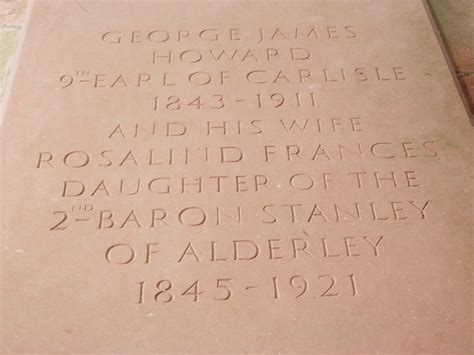 GEORGE JAMES
HOWARD
9TH EARL OF CARLISLE
1843-1911
AND HIS WIFE
ROSALIND FRANCES
DAUGHTER OF THE
2ND BARON STANLEY
OF ALDERLEY
1845-1921